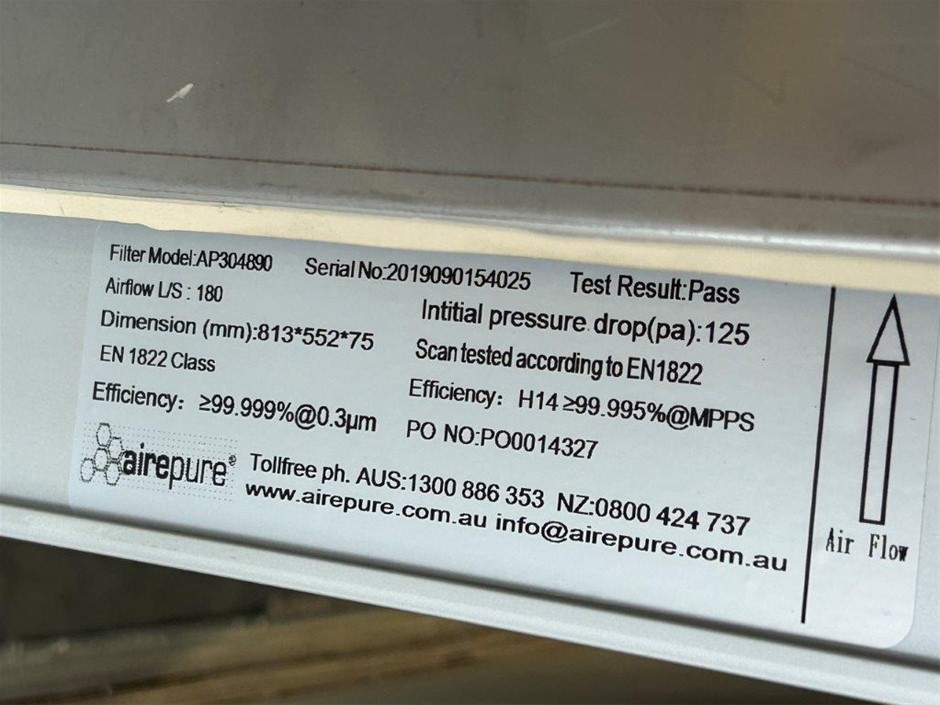 Filter Model:AP304890 Serial No:2019090154025 Test Result:Pass
Airflow L/S : 180 Intitial pressure drop(pa):125
Dimension (mm):813*552*75 Scan tested according to EN1822
EN 1822 Class Efficiency: H14 ≥99.995%@MPPS
Efficiency: ≥99.999%@0.3μm PO NO:PO0014327
airepure® Tollfree ph. AUS:1300 886 353 NZ:0800 424 737
www.airepure.com.au info@airepure.com.au
Air Flow